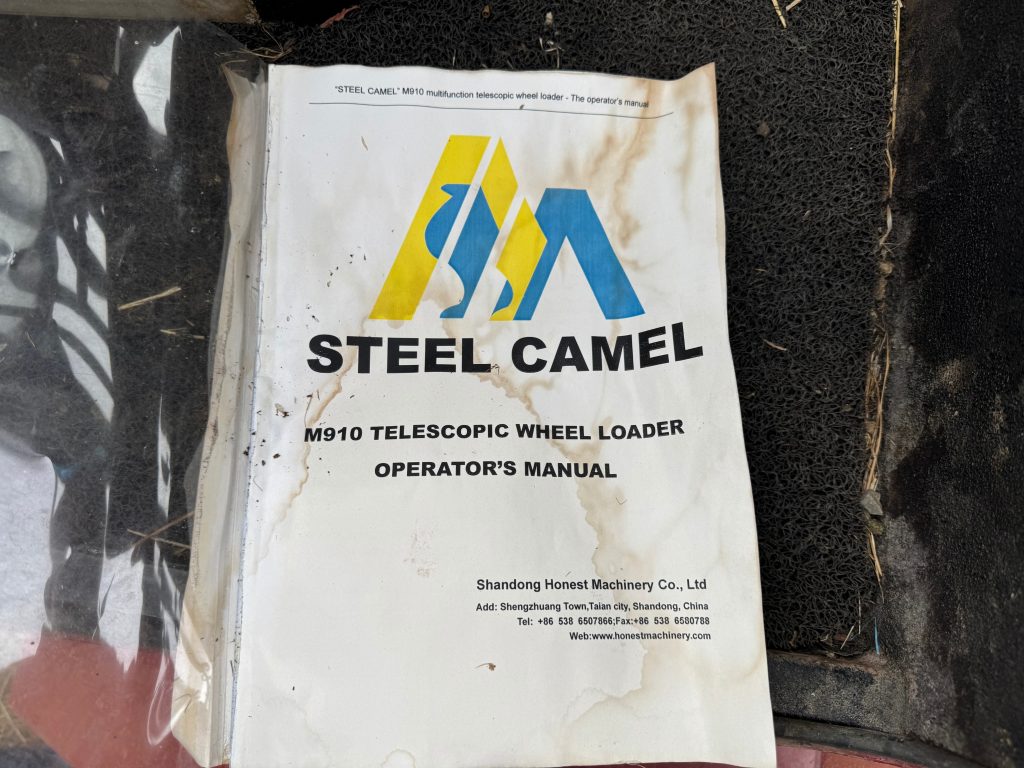 "STEEL CAMEL" M910 multifunction telescopic wheel loader - The operator's manual
STEEL CAMEL
M910 TELESCOPIC WHEEL LOADER
OPERATOR'S MANUAL
Shandong Honest Machinery Co., Ltd
Add: Shengzhuang Town,Taian city, Shandong, China
Tel: +86 538 6507866;Fax:+86 538 6580788
Web:www.honestmachinery.com